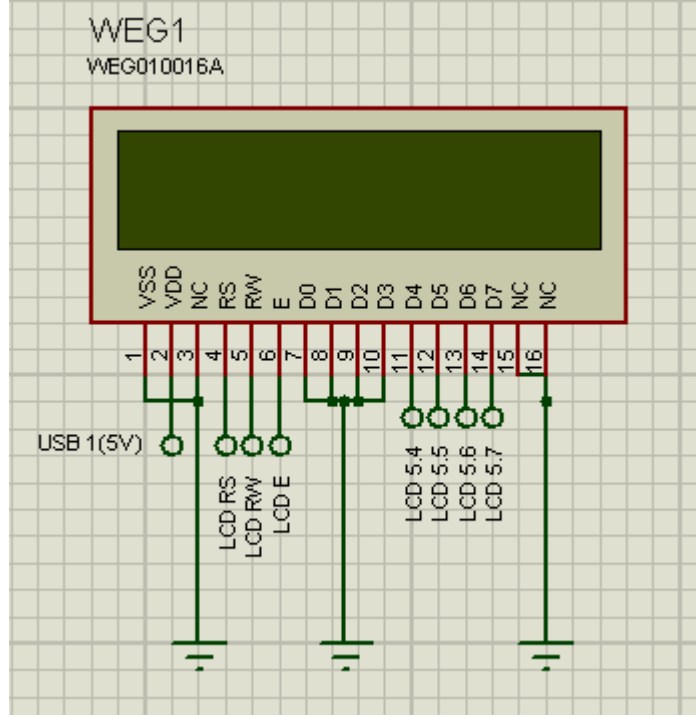 WEG1
WEG010016A
VSS
VDD
NC
RS
RW
E
D0
D1
D2
D3
D4
D5
D6
D7
NC
NC
1
2
3
4
5
6
7
8
9
10
11
12
13
14
15
16
USB 1(5V)
LCD RS
LCD RW
LCD E
LCD 5.4
LCD 5.5
LCD 5.6
LCD 5.7